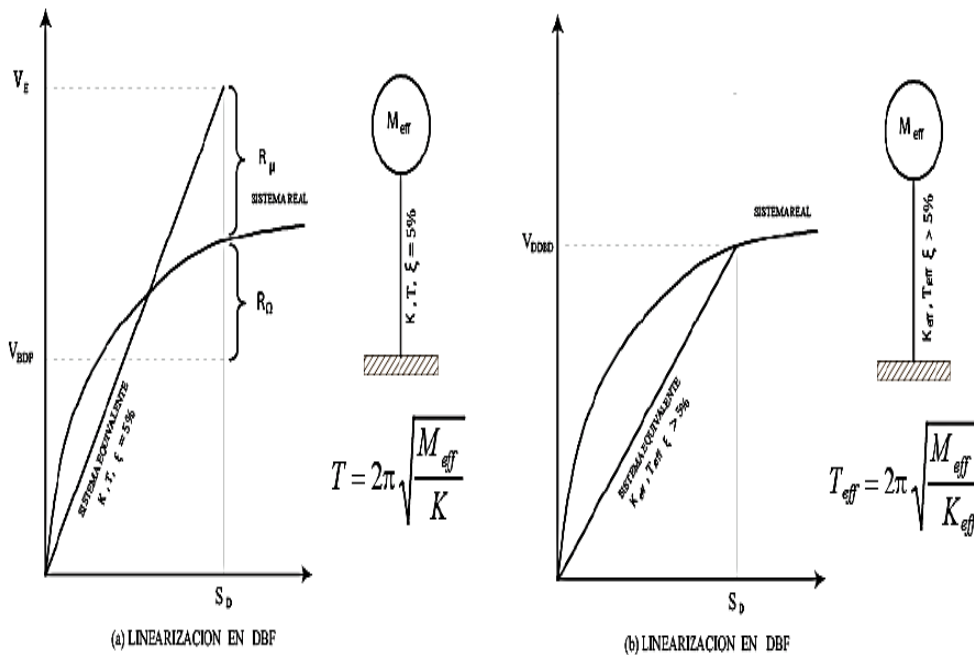 V_E
R_μ
SISTEMA REAL
R_Ω
V_BDF
SISTEMA EQUIVALENTE
K , T, ξ = 5%
S_D
M_eff
K , T, ξ = 5%
T = 2π√(M_eff/K)
(a) LINEARIZACION EN DBF
V_DDBD
SISTEMA REAL
SISTEMA EQUIVALENTE
K_eff , T_eff ξ > 5%
S_D
M_eff
K_eff , T_eff ξ > 5%
T_eff = 2π√(M_eff/K_eff)
(b) LINEARIZACION EN DBF